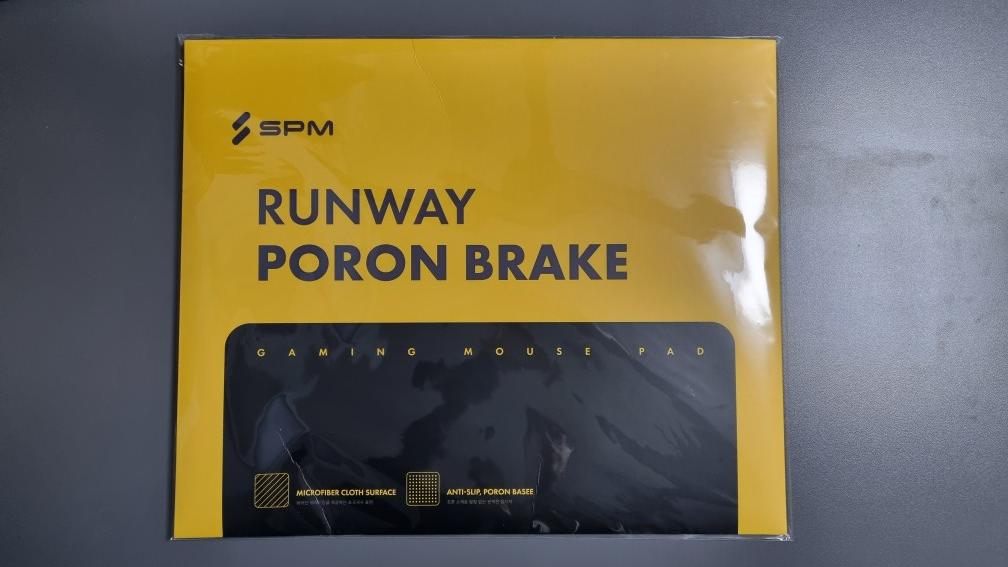 SPM
RUNWAY
PORON BRAKE
GAMING MOUSE PAD
MICROFIBER CLOTH SURFACE
ANTI-SLIP, PORON BASEE